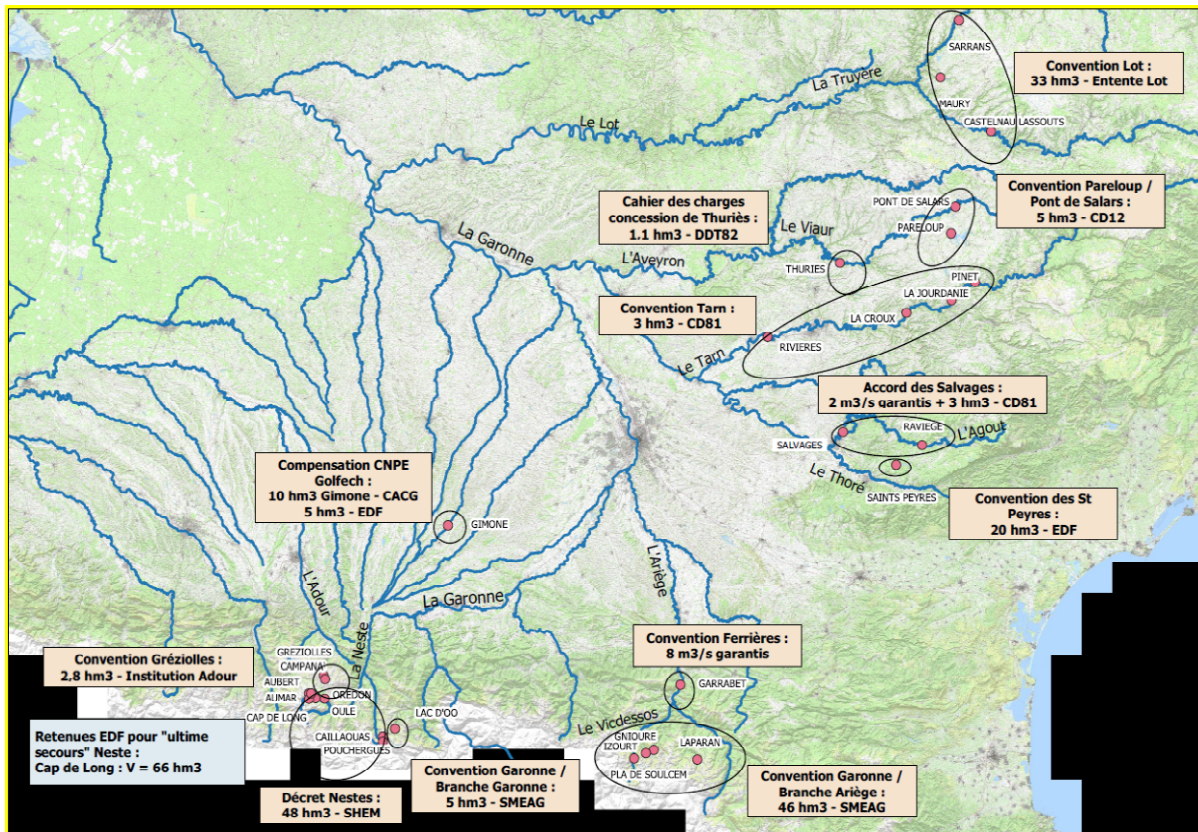 SARRANS
Convention Lot :
33 hm3 - Entente Lot
La Truyère
MAURY
Le Lot
CASTELNAU LASSOUTS
Convention Pareloup /
Pont de Salars :
5 hm3 - CD12
Cahier des charges
concession de Thuriès :
1.1 hm3 - DDT82
PONT DE SALARS
Le Viaur
PARELOUP
La Garonne
L'Aveyron
THURIES
PINET
LA JOURDANIE
Convention Tarn :
3 hm3 - CD81
LA CROUX
RIVIERES
Le Tarn
Accord des Salvages :
2 m3/s garantis + 3 hm3 - CD81
RAVIEGE
L'Agout
SALVAGES
Compensation CNPE
Golfech :
10 hm3 Gimone - CACG
5 hm3 - EDF
Le Thoré
SAINTS PEYRES
Convention des St
Peyres :
20 hm3 - EDF
GIMONE
L'Ariège
L'Adour
La Garonne
La Neste
Convention Ferrières :
8 m3/s garantis
GREZIOLLES
Convention Gréziolles :
2,8 hm3 - Institution Adour
CAMPANA
AUBERT
GARRABET
AUMAR
OREDON
OULE
CAP DE LONG
LAC D'OO
Le Vicdessos
Retenues EDF pour "ultime
secours" Neste :
Cap de Long : V = 66 hm3
CAILLAOUAS
POUCHERGUES
GNIOURE
IZOURT
LAPARAN
PLA DE SOULCEM
Convention Garonne /
Branche Garonne :
5 hm3 - SMEAG
Convention Garonne /
Branche Ariège :
46 hm3 - SMEAG
Décret Nestes :
48 hm3 - SHEM